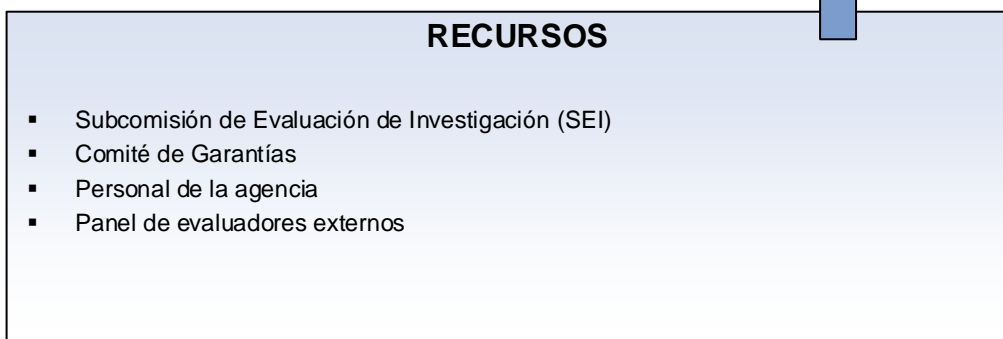 RECURSOS
▪ Subcomisión de Evaluación de Investigación (SEI)
▪ Comité de Garantías
▪ Personal de la agencia
▪ Panel de evaluadores externos